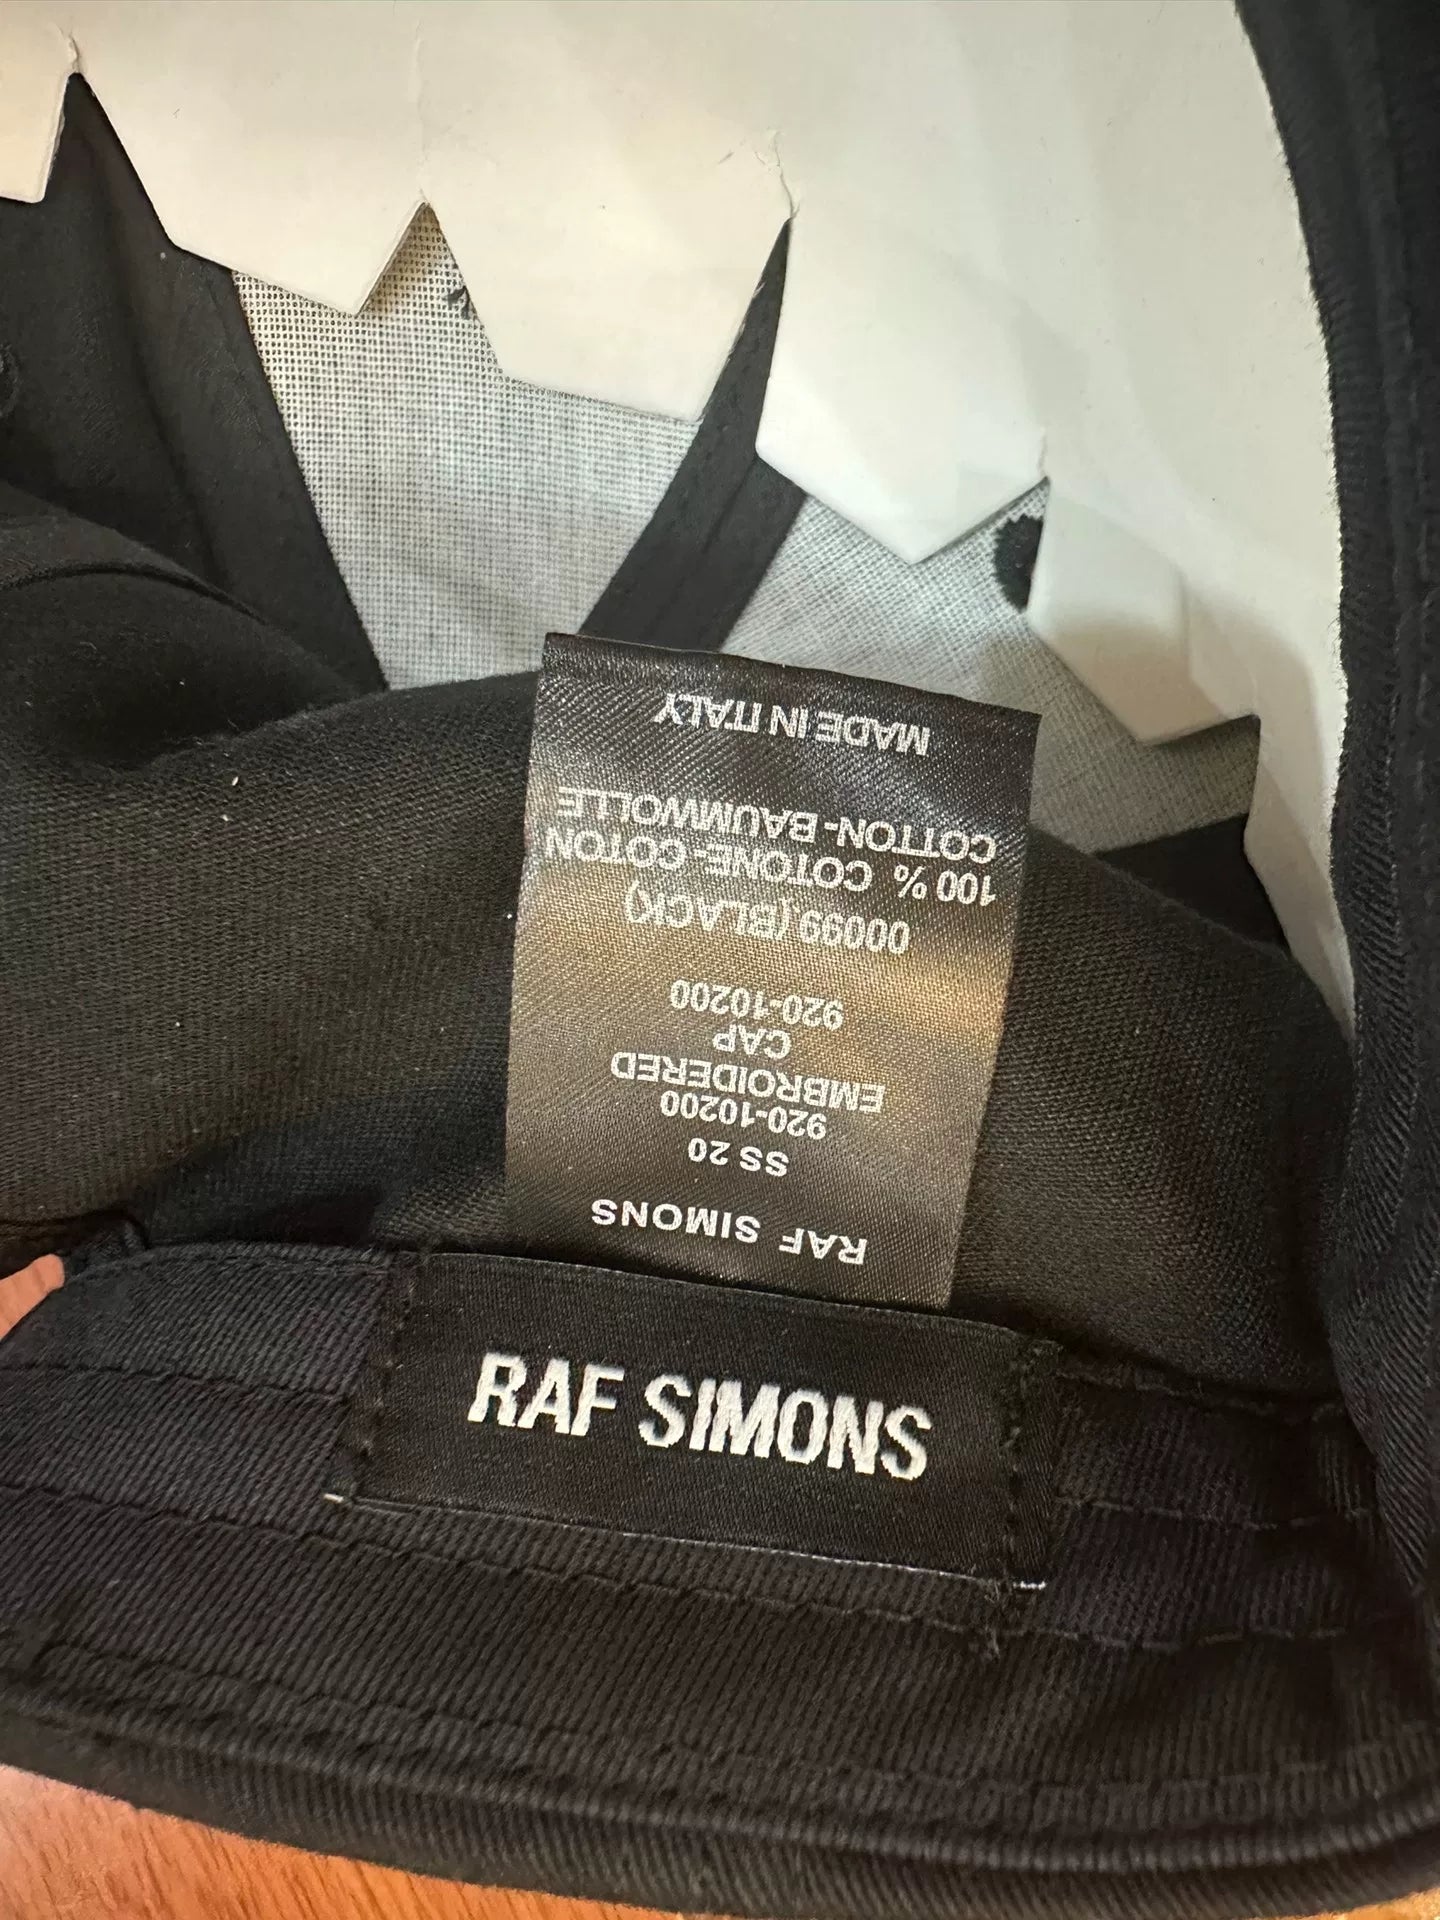 RAF SIMONS
SS 20
920-10200
EMBROIDERED
CAP
920-10200
00099 (BLACK)
100 % COTONE- COTON
COTTON-BAUMWOLLE
MADE IN ITALY
RAF SIMONS